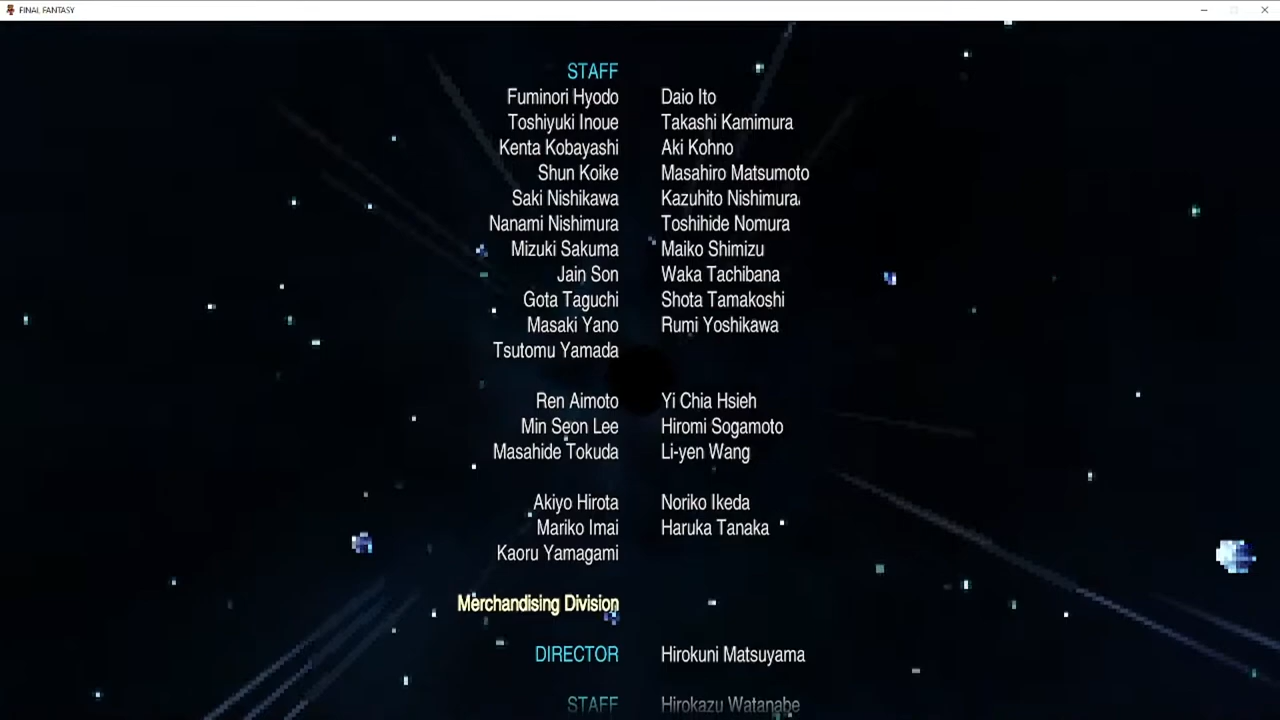 FINAL FANTASY
STAFF
Fuminori Hyodo Daio Ito
Toshiyuki Inoue Takashi Kamimura
Kenta Kobayashi Aki Kohno
Shun Koike Masahiro Matsumoto
Saki Nishikawa Kazuhito Nishimura
Nanami Nishimura Toshihide Nomura
Mizuki Sakuma Maiko Shimizu
Jain Son Waka Tachibana
Gota Taguchi Shota Tamakoshi
Masaki Yano Rumi Yoshikawa
Tsutomu Yamada
Ren Aimoto Yi Chia Hsieh
Min Seon Lee Hiromi Sogamoto
Masahide Tokuda Li-yen Wang
Akiyo Hirota Noriko Ikeda
Mariko Imai Haruka Tanaka
Kaoru Yamagami
Merchandising Division
DIRECTOR Hirokuni Matsuyama
STAFF Hirokazu Watanabe